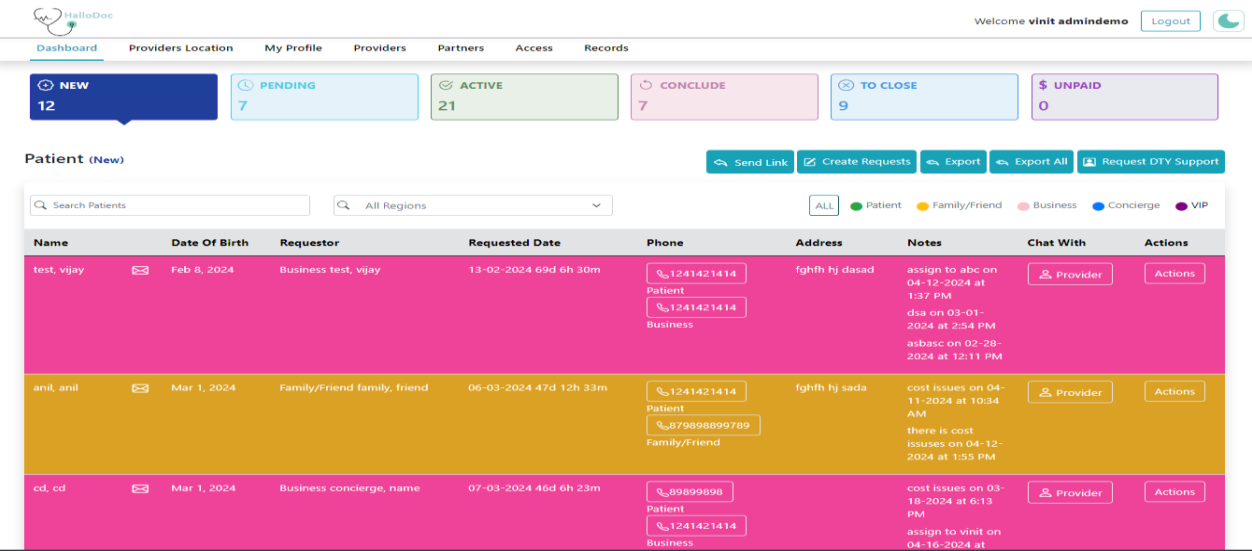 HalloDoc
Welcome vinit admindemo Logout
Dashboard Providers Location My Profile Providers Partners Access Records
NEW
12
PENDING
7
ACTIVE
21
CONCLUDE
7
TO CLOSE
9
$ UNPAID
0
Patient (New)
Send Link Create Requests Export Export All Request DTY Support
Search Patients All Regions ALL Patient Family/Friend Business Concierge VIP
Name Date Of Birth Requestor Requested Date Phone Address Notes Chat With Actions
test, vijay Feb 8, 2024 Business test, vijay 13-02-2024 69d 6h 30m
1241421414
Patient
1241421414
Business
fghfh hj dasad
assign to abc on
04-12-2024 at
1:37 PM
dsa on 03-01-
2024 at 2:54 PM
asbasc on 02-28-
2024 at 12:11 PM
Provider Actions
anil, anil Mar 1, 2024 Family/Friend family, friend 06-03-2024 47d 12h 33m
1241421414
Patient
879898899789
Family/Friend
fghfh hj sada
cost issues on 04-
11-2024 at 10:34
AM
there is cost
issuses on 04-12-
2024 at 1:55 PM
Provider Actions
cd, cd Mar 1, 2024 Business concierge, name 07-03-2024 46d 6h 23m
89899898
Patient
1241421414
Business
cost issues on 03-
18-2024 at 6:13
PM
assign to vinit on
04-16-2024 at
Provider Actions